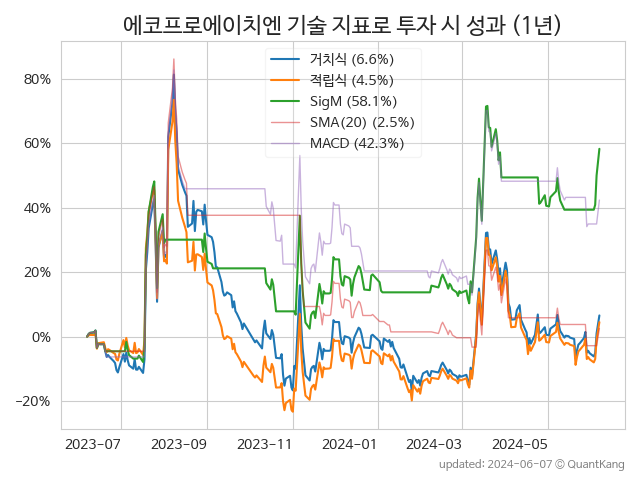 에코프로에이치엔 기술 지표로 투자 시 성과 (1년)
거치식 (6.6%)
적립식 (4.5%)
SigM (58.1%)
SMA(20) (2.5%)
MACD (42.3%)
80%
60%
40%
20%
0%
−20%
2023-07 2023-09 2023-11 2024-01 2024-03 2024-05
updated: 2024-06-07 © QuantKang